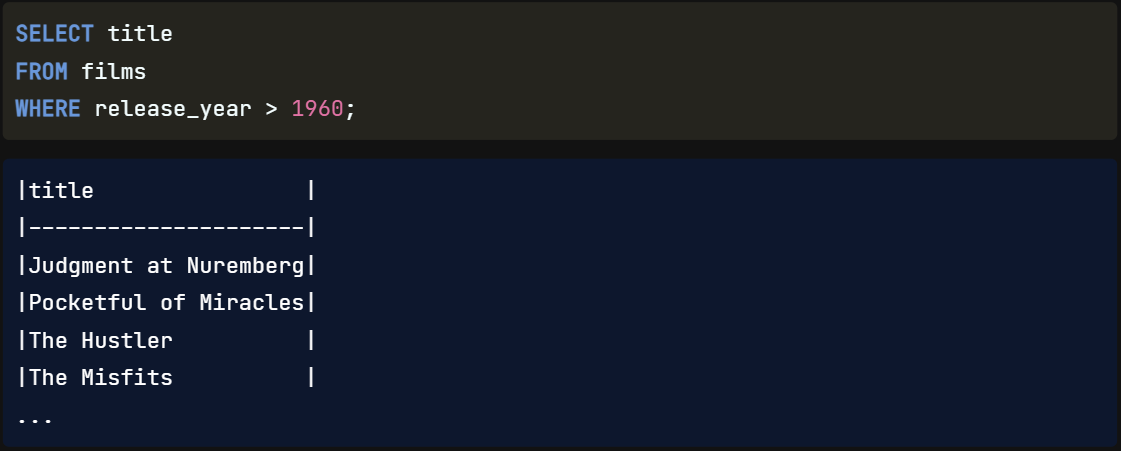 SELECT title
FROM films
WHERE release_year > 1960;
|title                |
|---------------------|
|Judgment at Nuremberg|
|Pocketful of Miracles|
|The Hustler          |
|The Misfits          |
...